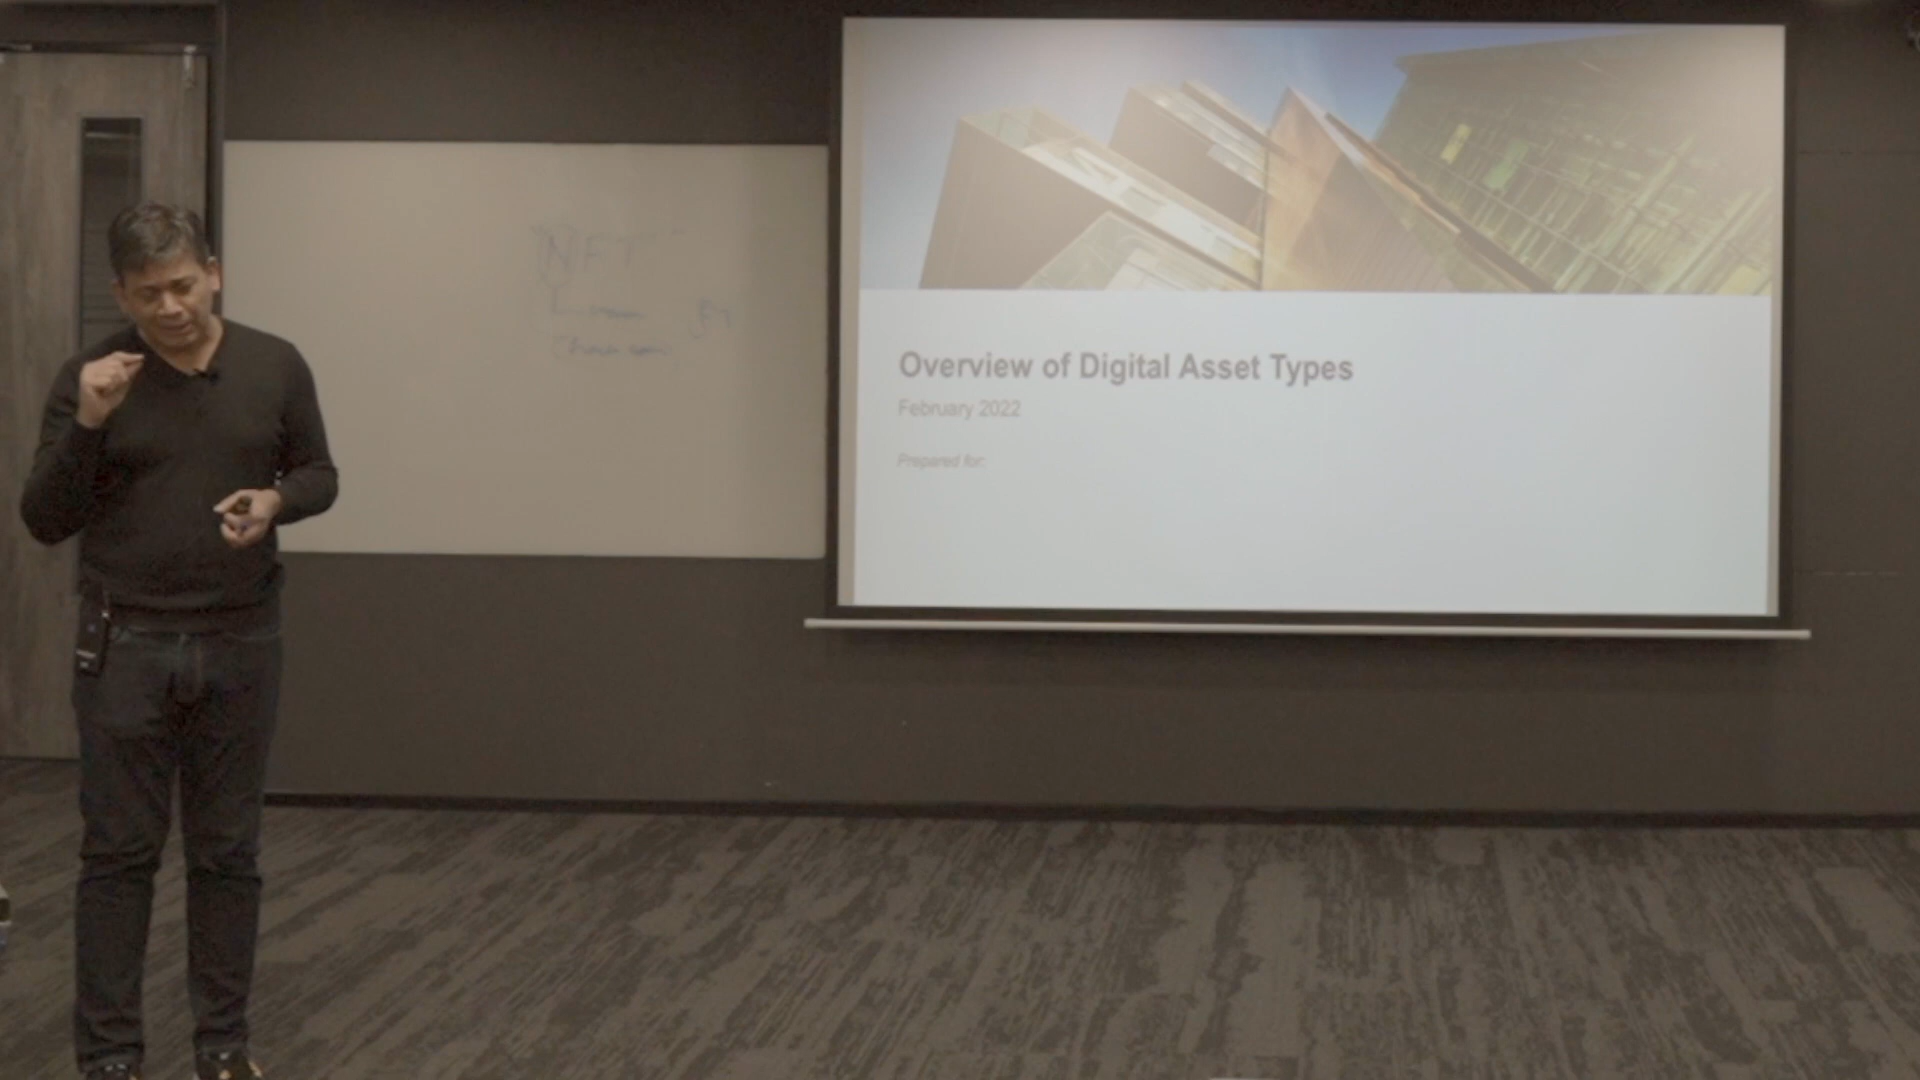 NFT
Overview of Digital Asset Types
February 2022
Prepared for: